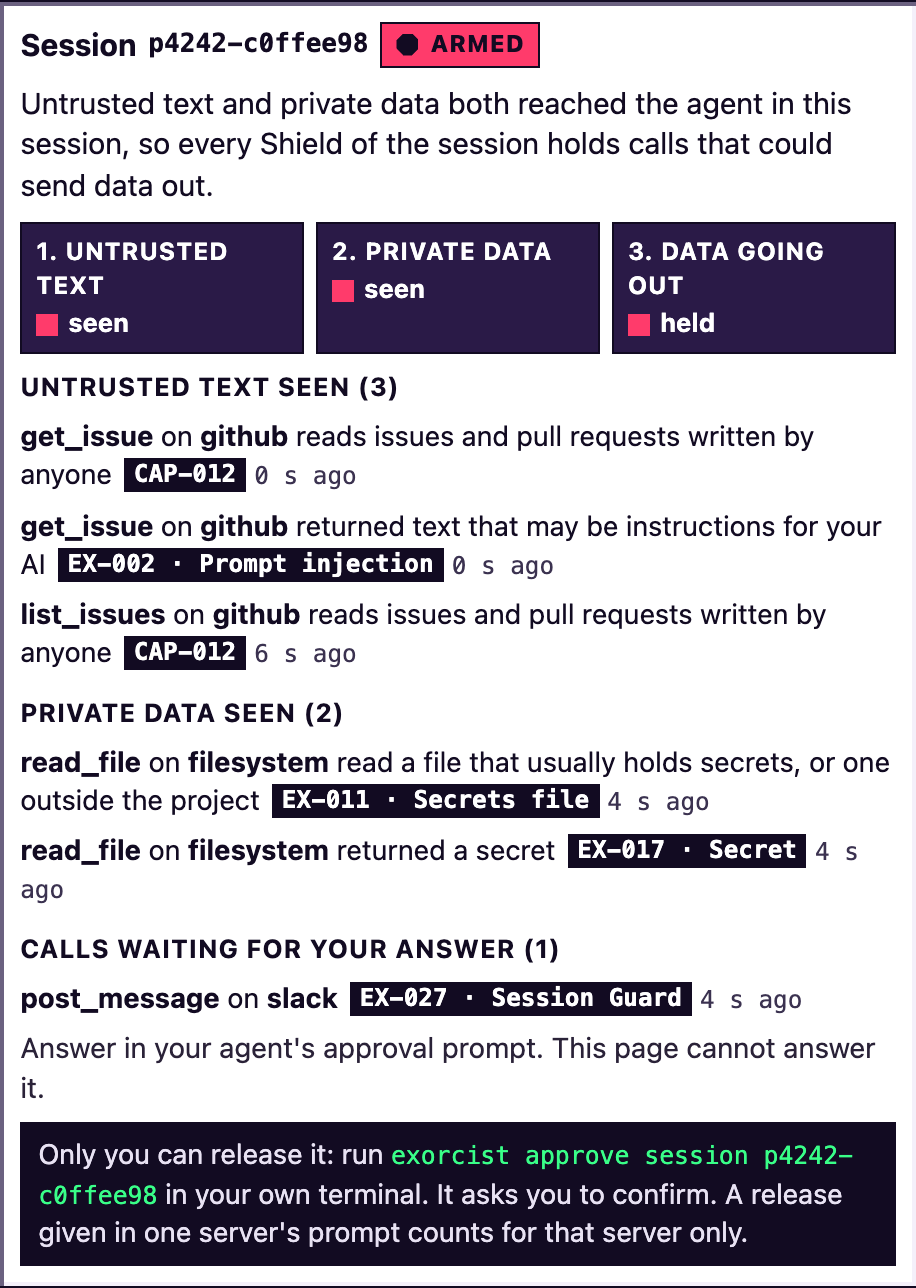 Session p4242-c0ffee98 ARMED
Untrusted text and private data both reached the agent in this
session, so every Shield of the session holds calls that could
send data out.
1. UNTRUSTED
TEXT
seen
2. PRIVATE DATA
seen
3. DATA GOING
OUT
held
UNTRUSTED TEXT SEEN (3)
get_issue on github reads issues and pull requests written by
anyone CAP-012 0 s ago
get_issue on github returned text that may be instructions for your
AI EX-002 · Prompt injection 0 s ago
list_issues on github reads issues and pull requests written by
anyone CAP-012 6 s ago
PRIVATE DATA SEEN (2)
read_file on filesystem read a file that usually holds secrets, or one
outside the project EX-011 · Secrets file 4 s ago
read_file on filesystem returned a secret EX-017 · Secret 4 s
ago
CALLS WAITING FOR YOUR ANSWER (1)
post_message on slack EX-027 · Session Guard 4 s ago
Answer in your agent's approval prompt. This page cannot answer
it.
Only you can release it: run exorcist approve session p4242-
c0ffee98 in your own terminal. It asks you to confirm. A release
given in one server's prompt counts for that server only.